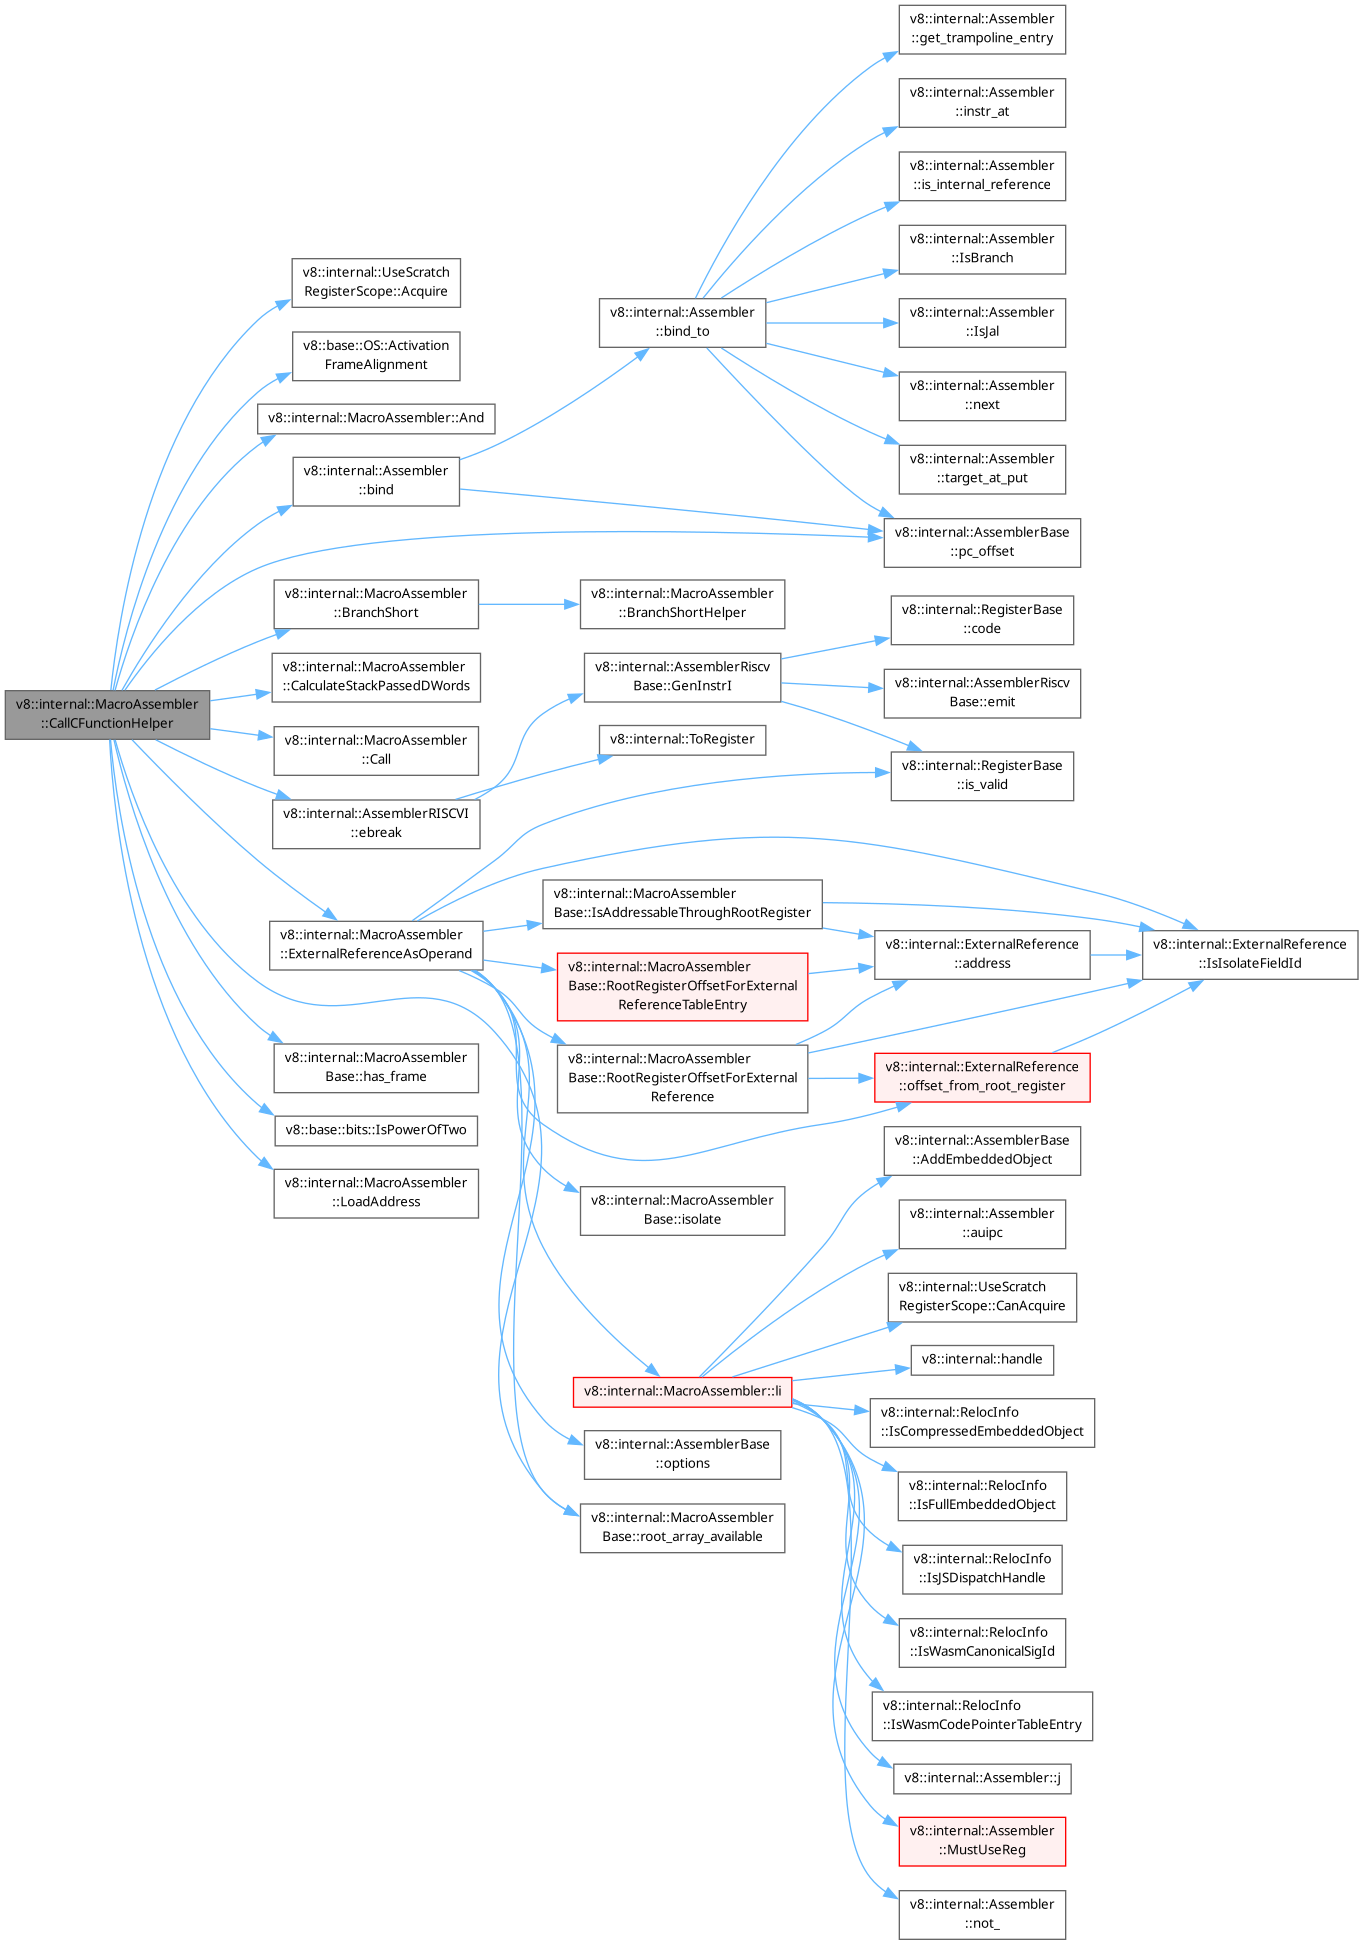 v8::internal::MacroAssembler
::CallCFunctionHelper
v8::internal::UseScratch
RegisterScope::Acquire
v8::base::OS::Activation
FrameAlignment
v8::internal::MacroAssembler::And
v8::internal::Assembler
::bind
v8::internal::MacroAssembler
::BranchShort
v8::internal::MacroAssembler
::CalculateStackPassedDWords
v8::internal::MacroAssembler
::Call
v8::internal::AssemblerRISCVI
::ebreak
v8::internal::MacroAssembler
::ExternalReferenceAsOperand
v8::internal::MacroAssembler
Base::has_frame
v8::base::bits::IsPowerOfTwo
v8::internal::MacroAssembler
::LoadAddress
v8::internal::Assembler
::bind_to
v8::internal::MacroAssembler
::BranchShortHelper
v8::internal::AssemblerRiscv
Base::GenInstrI
v8::internal::ToRegister
v8::internal::MacroAssembler
Base::IsAddressableThroughRootRegister
v8::internal::MacroAssembler
Base::RootRegisterOffsetForExternal
ReferenceTableEntry
v8::internal::MacroAssembler
Base::RootRegisterOffsetForExternal
Reference
v8::internal::MacroAssembler
Base::isolate
v8::internal::MacroAssembler::li
v8::internal::AssemblerBase
::options
v8::internal::MacroAssembler
Base::root_array_available
v8::internal::Assembler
::get_trampoline_entry
v8::internal::Assembler
::instr_at
v8::internal::Assembler
::is_internal_reference
v8::internal::Assembler
::IsBranch
v8::internal::Assembler
::IsJal
v8::internal::Assembler
::next
v8::internal::Assembler
::target_at_put
v8::internal::AssemblerBase
::pc_offset
v8::internal::RegisterBase
::code
v8::internal::AssemblerRiscv
Base::emit
v8::internal::RegisterBase
::is_valid
v8::internal::ExternalReference
::address
v8::internal::ExternalReference
::offset_from_root_register
v8::internal::AssemblerBase
::AddEmbeddedObject
v8::internal::Assembler
::auipc
v8::internal::UseScratch
RegisterScope::CanAcquire
v8::internal::handle
v8::internal::RelocInfo
::IsCompressedEmbeddedObject
v8::internal::RelocInfo
::IsFullEmbeddedObject
v8::internal::RelocInfo
::IsJSDispatchHandle
v8::internal::RelocInfo
::IsWasmCanonicalSigId
v8::internal::RelocInfo
::IsWasmCodePointerTableEntry
v8::internal::Assembler::j
v8::internal::Assembler
::MustUseReg
v8::internal::Assembler
::not_
v8::internal::ExternalReference
::IsIsolateFieldId